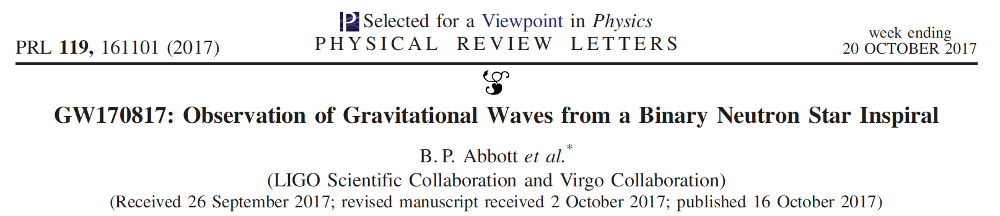 Selected for a Viewpoint in Physics
PRL 119, 161101 (2017)
PHYSICAL REVIEW LETTERS
week ending
20 OCTOBER 2017
GW170817: Observation of Gravitational Waves from a Binary Neutron Star Inspiral
B. P. Abbott et al.*
(LIGO Scientific Collaboration and Virgo Collaboration)
(Received 26 September 2017; revised manuscript received 2 October 2017; published 16 October 2017)